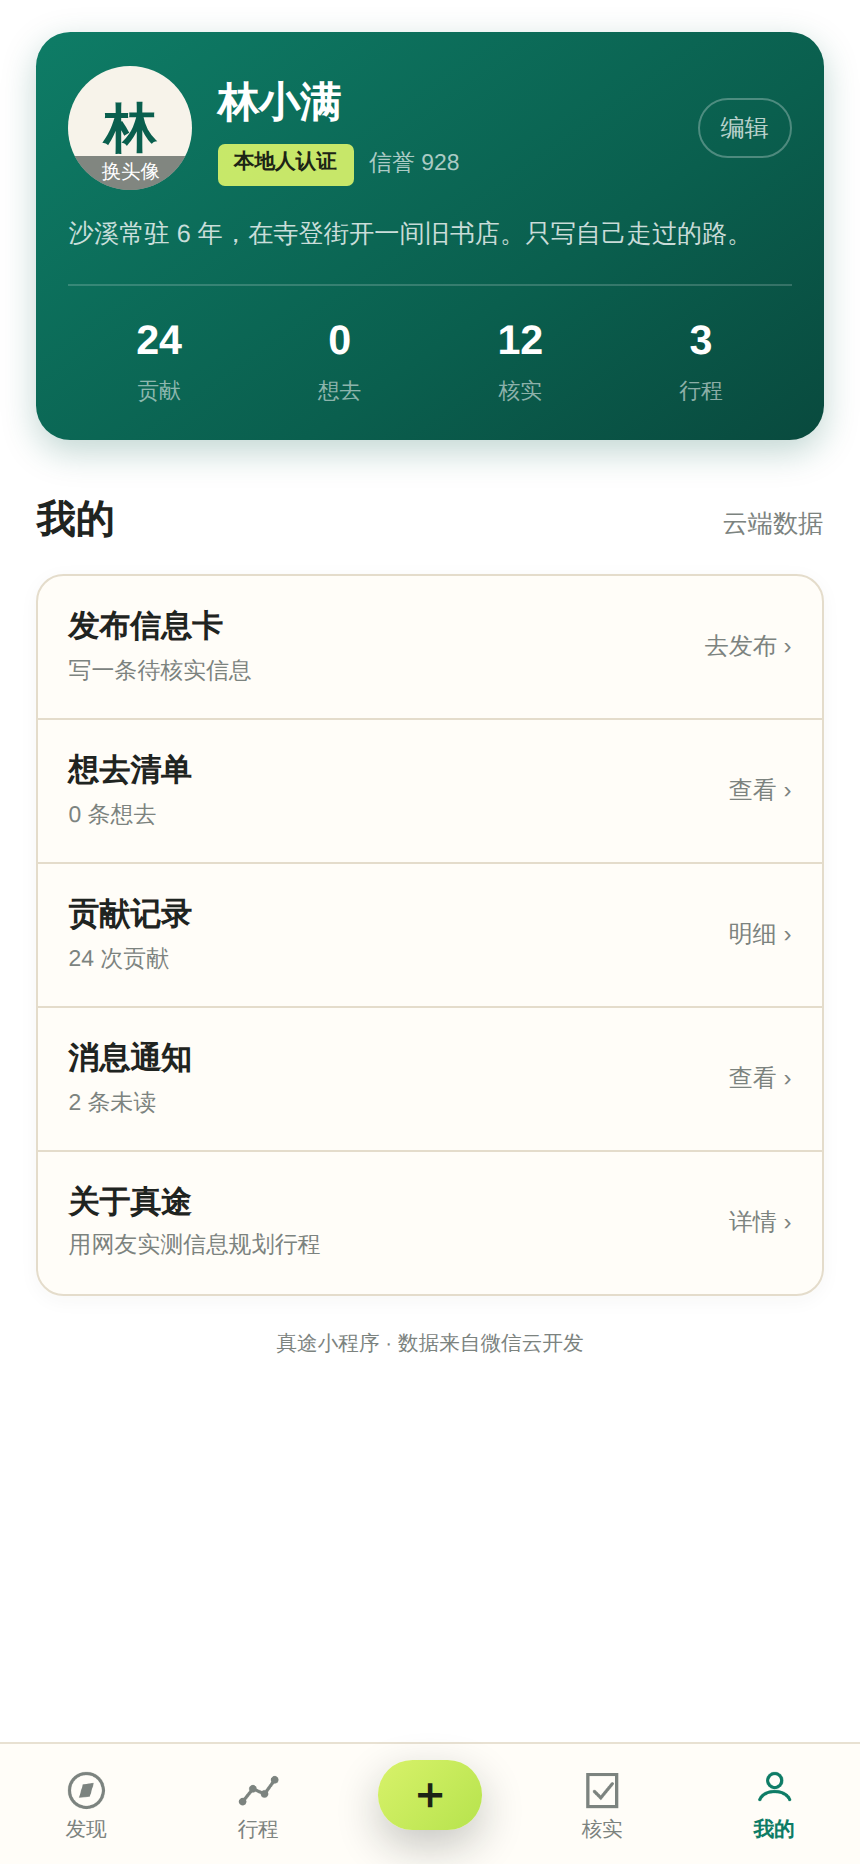 林
换头像
林小满
本地人认证 信誉 928
编辑
沙溪常驻 6 年，在寺登街开一间旧书店。只写自己走过的路。
24 0 12 3
贡献 想去 核实 行程
我的 云端数据
发布信息卡
写一条待核实信息
去发布 ›
想去清单
0 条想去
查看 ›
贡献记录
24 次贡献
明细 ›
消息通知
2 条未读
查看 ›
关于真途
用网友实测信息规划行程
详情 ›
真途小程序 · 数据来自微信云开发
+
发现 行程 核实 我的